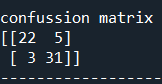 confussion matrix
[[22  5]
 [ 3 31]]
--------------------